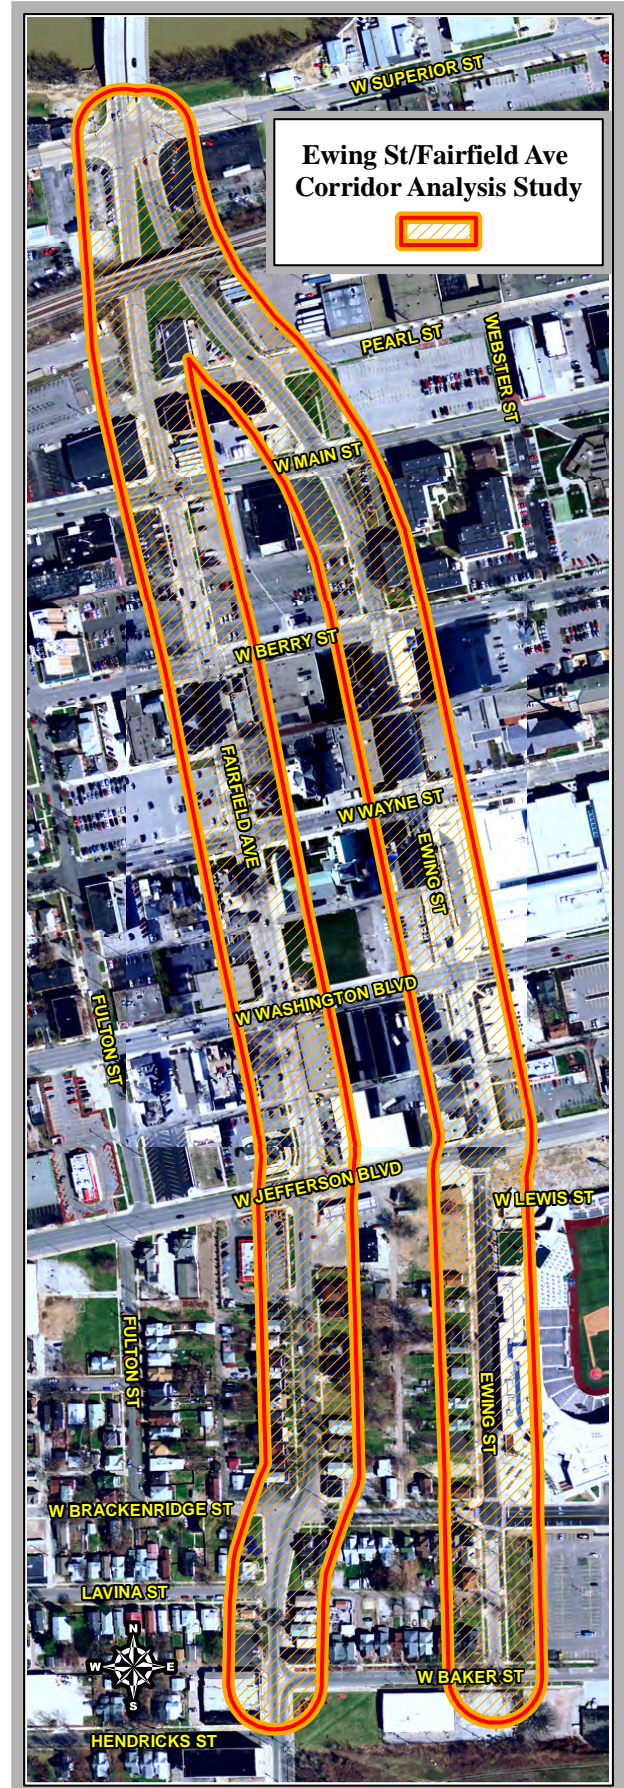 W SUPERIOR ST
Ewing St/Fairfield Ave
Corridor Analysis Study
PEARL ST
WEBSTER ST
W MAIN ST
W BERRY ST
FAIRFIELD AVE
W WAYNE ST
EWING ST
W WASHINGTON BLVD
FULTON ST
W JEFFERSON BLVD
W LEWIS ST
FULTON ST
EWING ST
W BRACKENRIDGE ST
LAVINA ST
N
W E
S
W BAKER ST
HENDRICKS ST